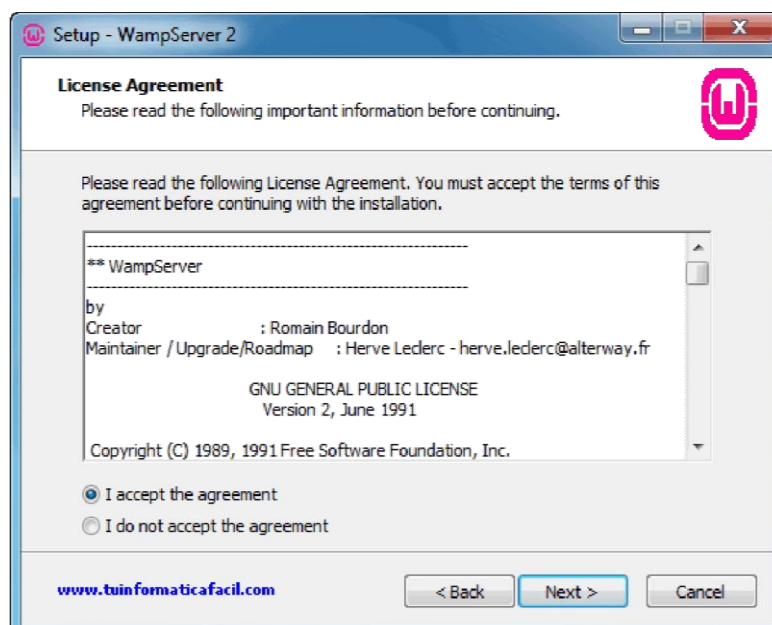 Setup - WampServer 2
License Agreement
Please read the following important information before continuing.
Please read the following License Agreement. You must accept the terms of this
agreement before continuing with the installation.
----------------------------------------------------------------------
** WampServer
----------------------------------------------------------------------
by
Creator : Romain Bourdon
Maintainer / Upgrade/Roadmap : Herve Leclerc - herve.leclerc@alterway.fr
GNU GENERAL PUBLIC LICENSE
Version 2, June 1991
Copyright (C) 1989, 1991 Free Software Foundation, Inc.
I accept the agreement
I do not accept the agreement
www.tuinformaticafacil.com
< Back Next > Cancel